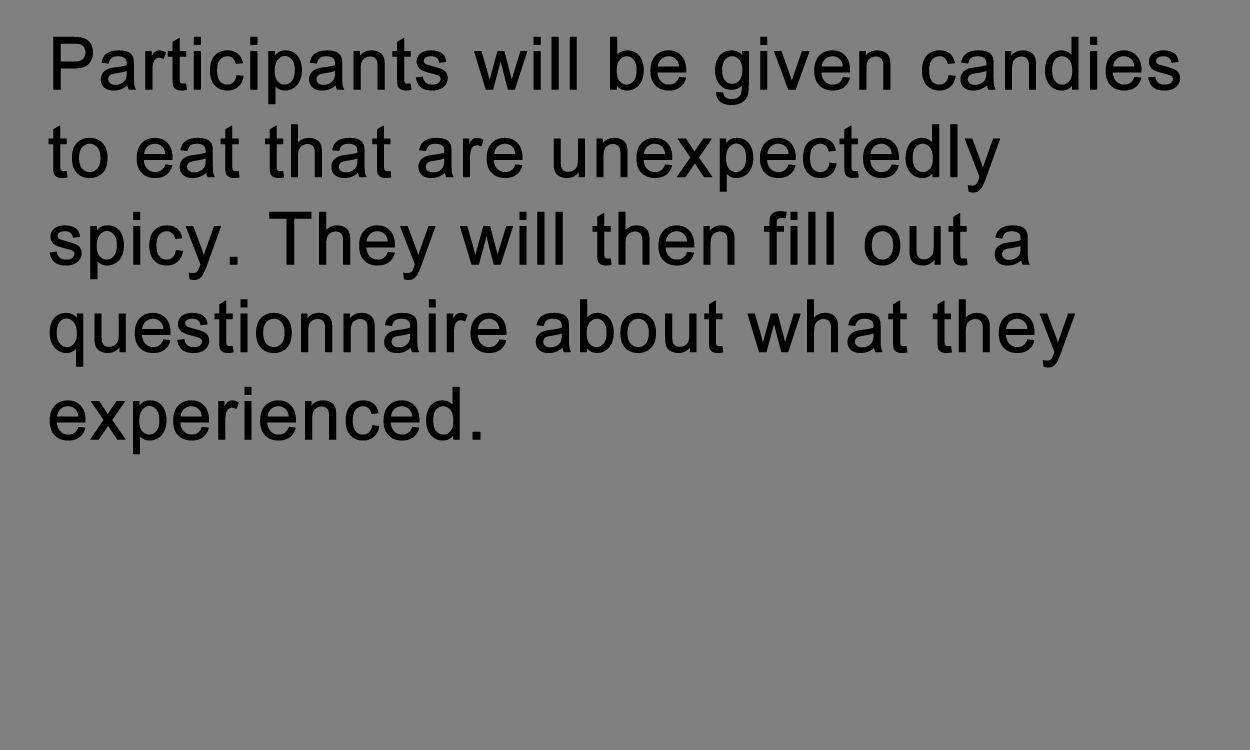 Participants will be given candies
to eat that are unexpectedly
spicy. They will then fill out a
questionnaire about what they
experienced.